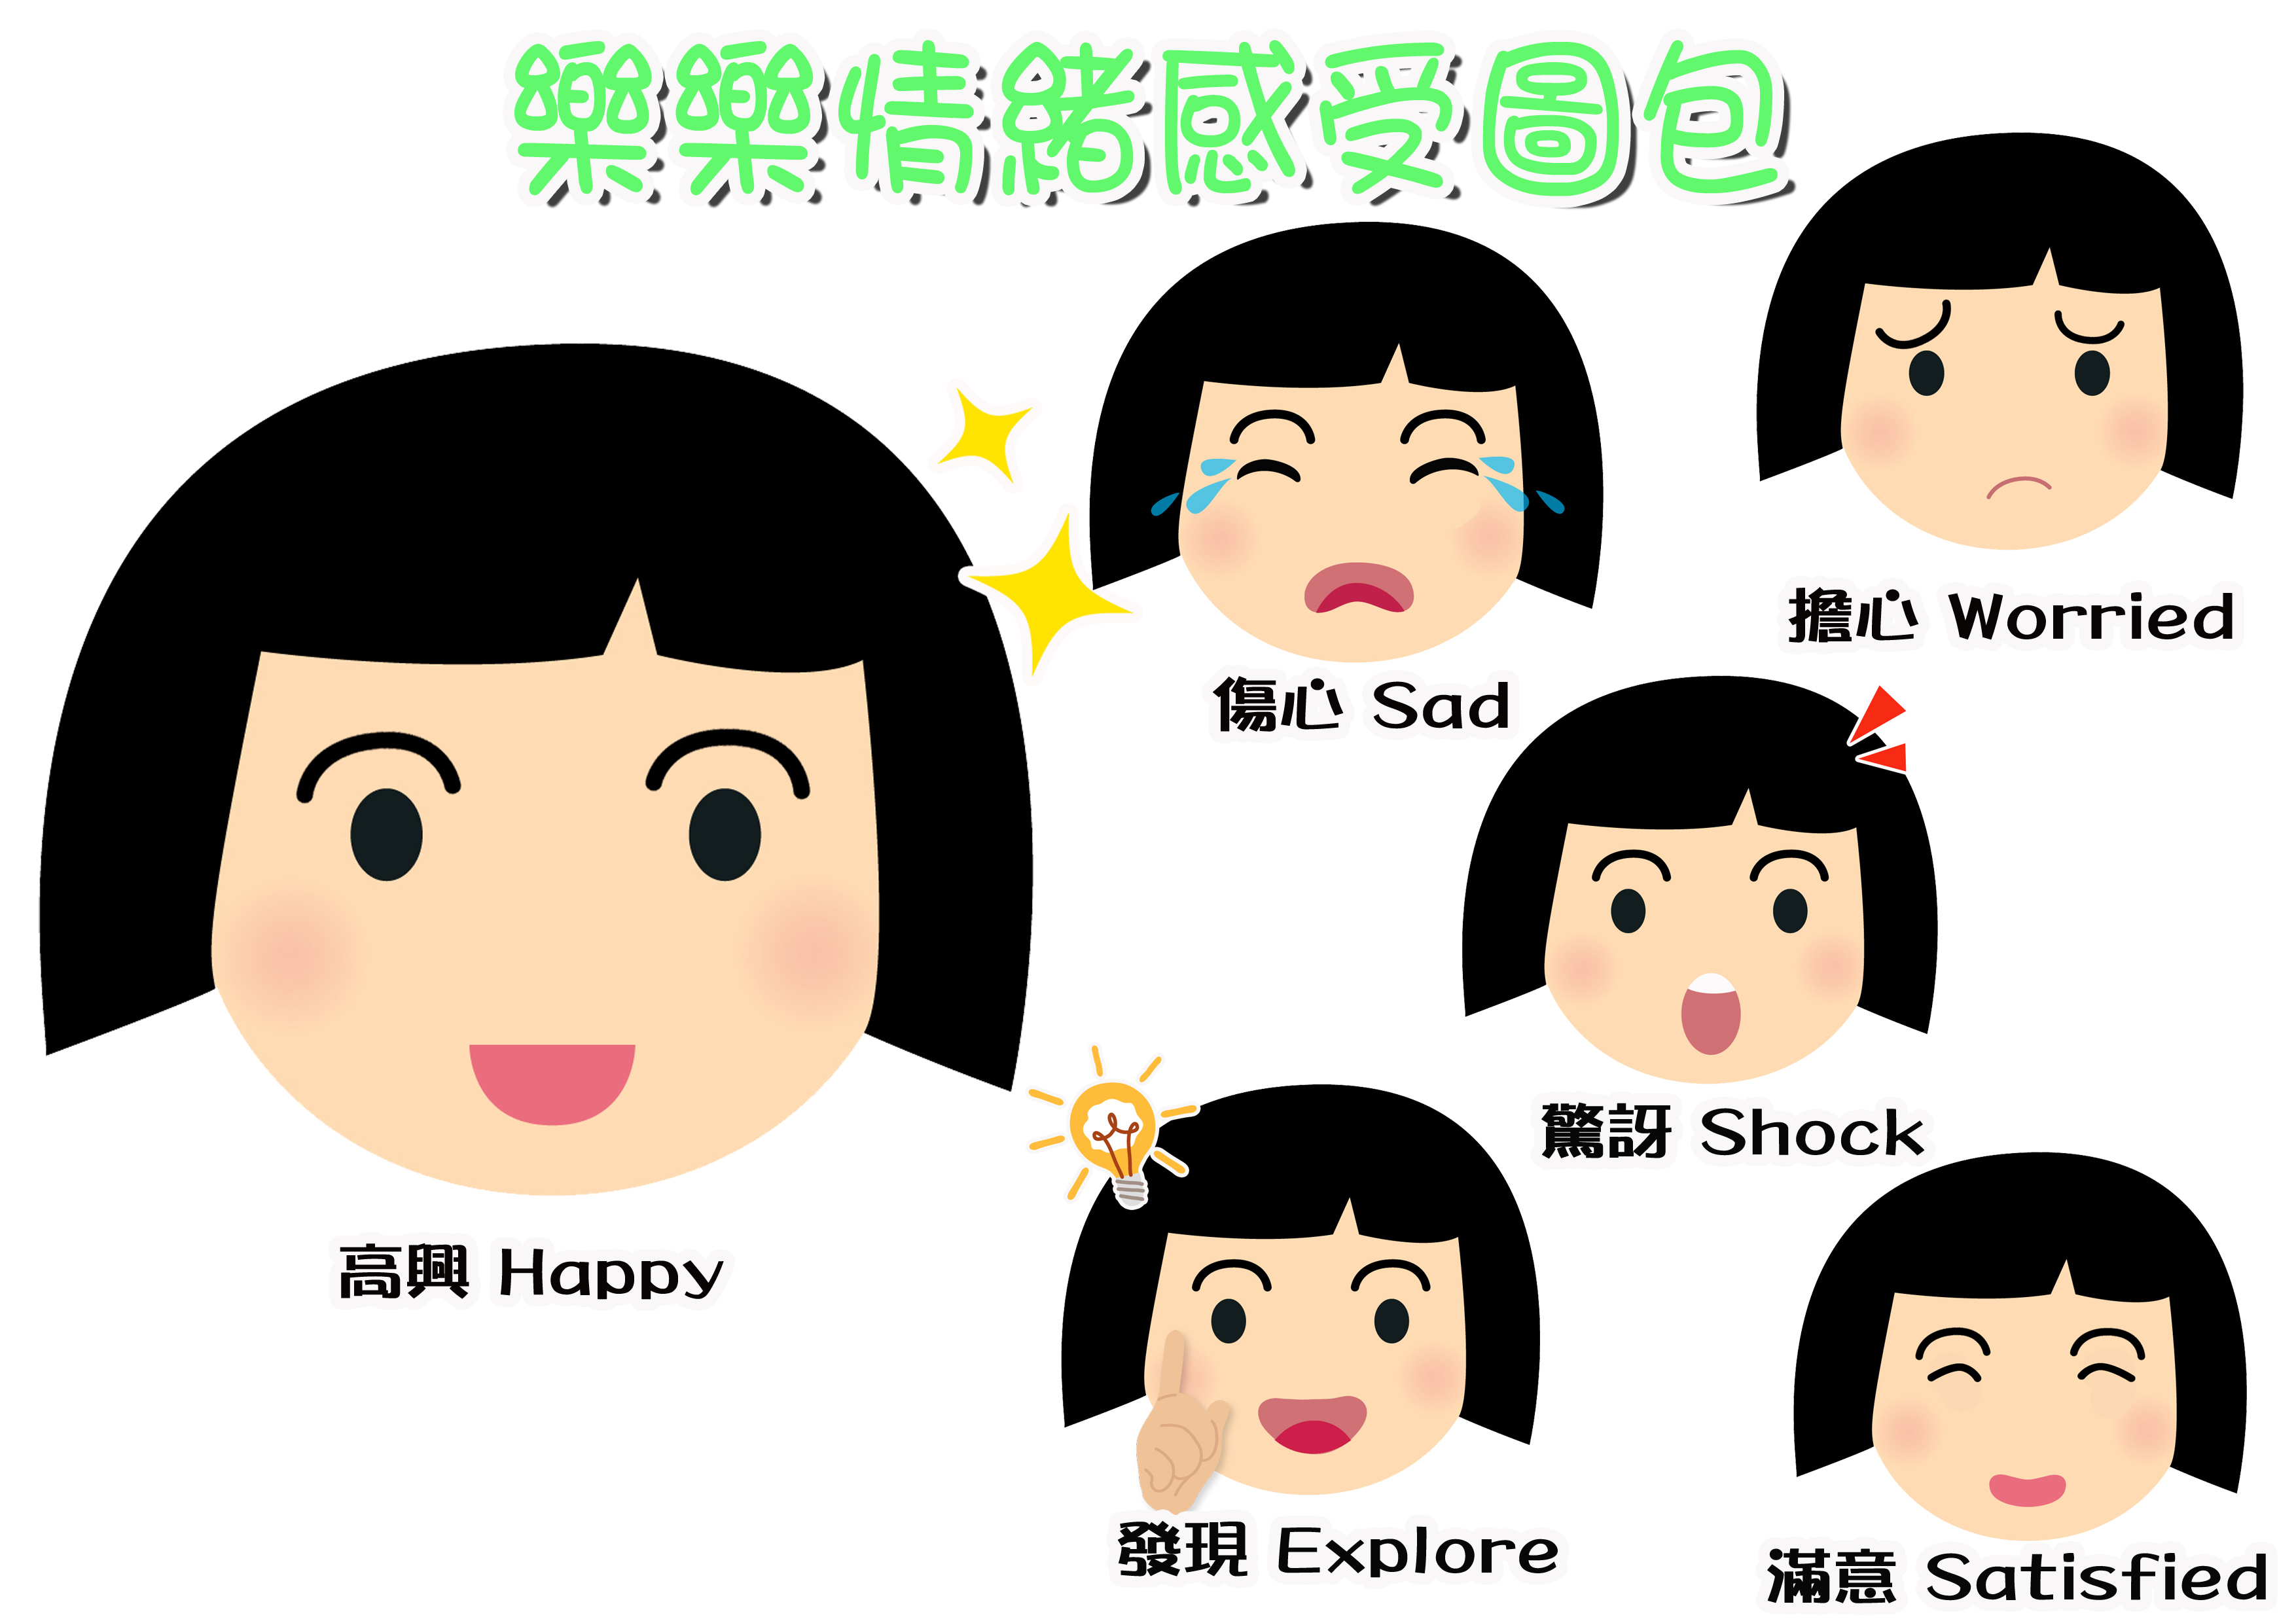 樂樂情緒感受圖包
擔心 Worried
傷心 Sad
驚訝 Shock
高興 Happy
發現 Explore
滿意 Satisfied